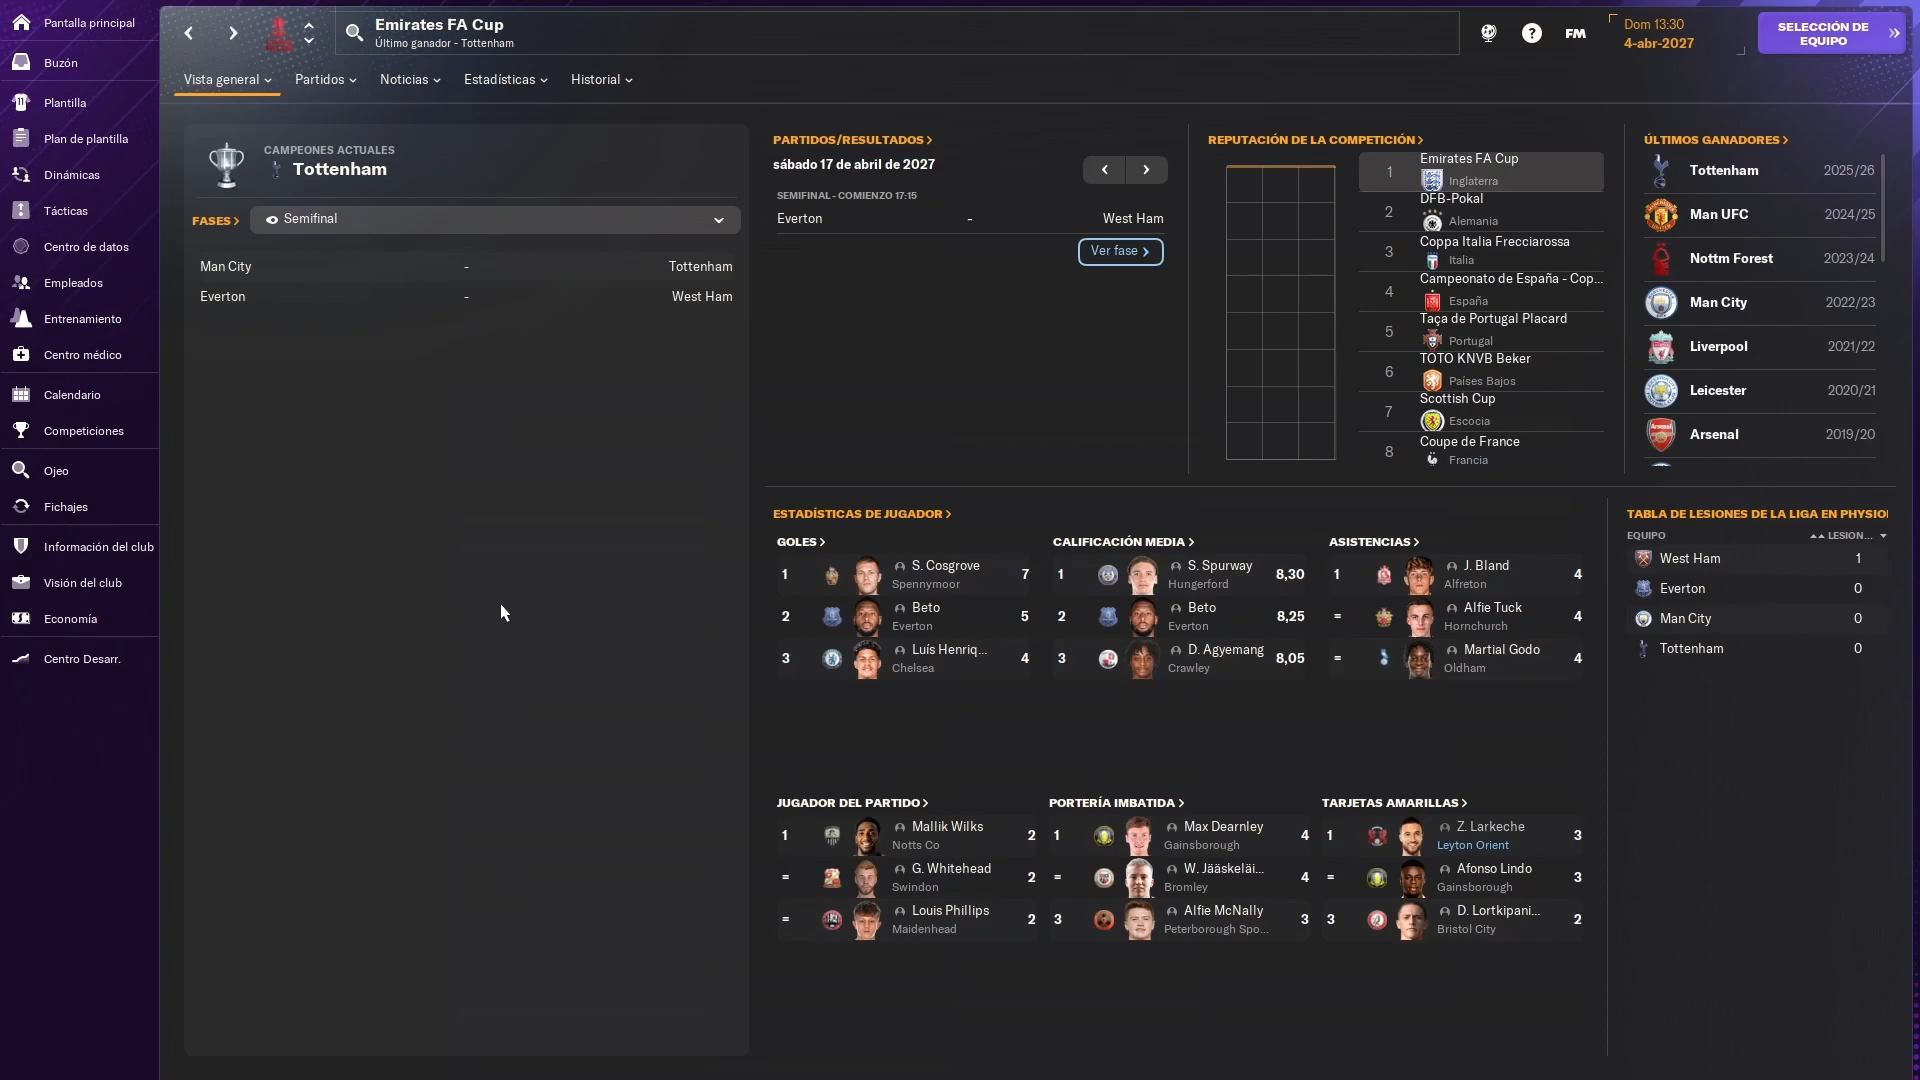 Pantalla principal
Buzón
Plantilla
Plan de plantilla
Dinámicas
Tácticas
Centro de datos
Empleados
Entrenamiento
Centro médico
Calendario
Competiciones
Ojeo
Fichajes
Información del club
Visión del club
Economía
Centro Desarr.
Emirates FA Cup
Último ganador - Tottenham
FM
Dom 13:30
4-abr-2027
SELECCIÓN DE
EQUIPO
Vista general
Partidos
Noticias
Estadísticas
Historial
CAMPEONES ACTUALES
Tottenham
FASES
Semifinal
Man City - Tottenham
Everton - West Ham
PARTIDOS/RESULTADOS
sábado 17 de abril de 2027
SEMIFINAL - COMIENZO 17:15
Everton - West Ham
Ver fase
REPUTACIÓN DE LA COMPETICIÓN
1 Emirates FA Cup
Inglaterra
2 DFB-Pokal
Alemania
3 Coppa Italia Frecciarossa
Italia
4 Campeonato de España - Cop...
España
5 Taça de Portugal Placard
Portugal
6 TOTO KNVB Beker
Países Bajos
7 Scottish Cup
Escocia
8 Coupe de France
Francia
ÚLTIMOS GANADORES
Tottenham 2025/26
Man UFC 2024/25
Nottm Forest 2023/24
Man City 2022/23
Liverpool 2021/22
Leicester 2020/21
Arsenal 2019/20
ESTADÍSTICAS DE JUGADOR
GOLES
1 S. Cosgrove 7
Spennymoor
2 Beto 5
Everton
3 Luís Henriq... 4
Chelsea
CALIFICACIÓN MEDIA
1 S. Spurway 8,30
Hungerford
2 Beto 8,25
Everton
3 D. Agyemang 8,05
Crawley
ASISTENCIAS
1 J. Bland 4
Alfreton
= Alfie Tuck 4
Hornchurch
= Martial Godo 4
Oldham
JUGADOR DEL PARTIDO
1 Mallik Wilks 2
Notts Co
= G. Whitehead 2
Swindon
= Louis Phillips 2
Maidenhead
PORTERÍA IMBATIDA
1 Max Dearnley 4
Gainsborough
= W. Jääskeläi... 4
Bromley
3 Alfie McNally 3
Peterborough Spo...
TARJETAS AMARILLAS
1 Z. Larkeche 3
Leyton Orient
= Afonso Lindo 3
Gainsborough
3 D. Lortkipani... 2
Bristol City
TABLA DE LESIONES DE LA LIGA EN PHYSIO
EQUIPO LESION...
West Ham 1
Everton 0
Man City 0
Tottenham 0